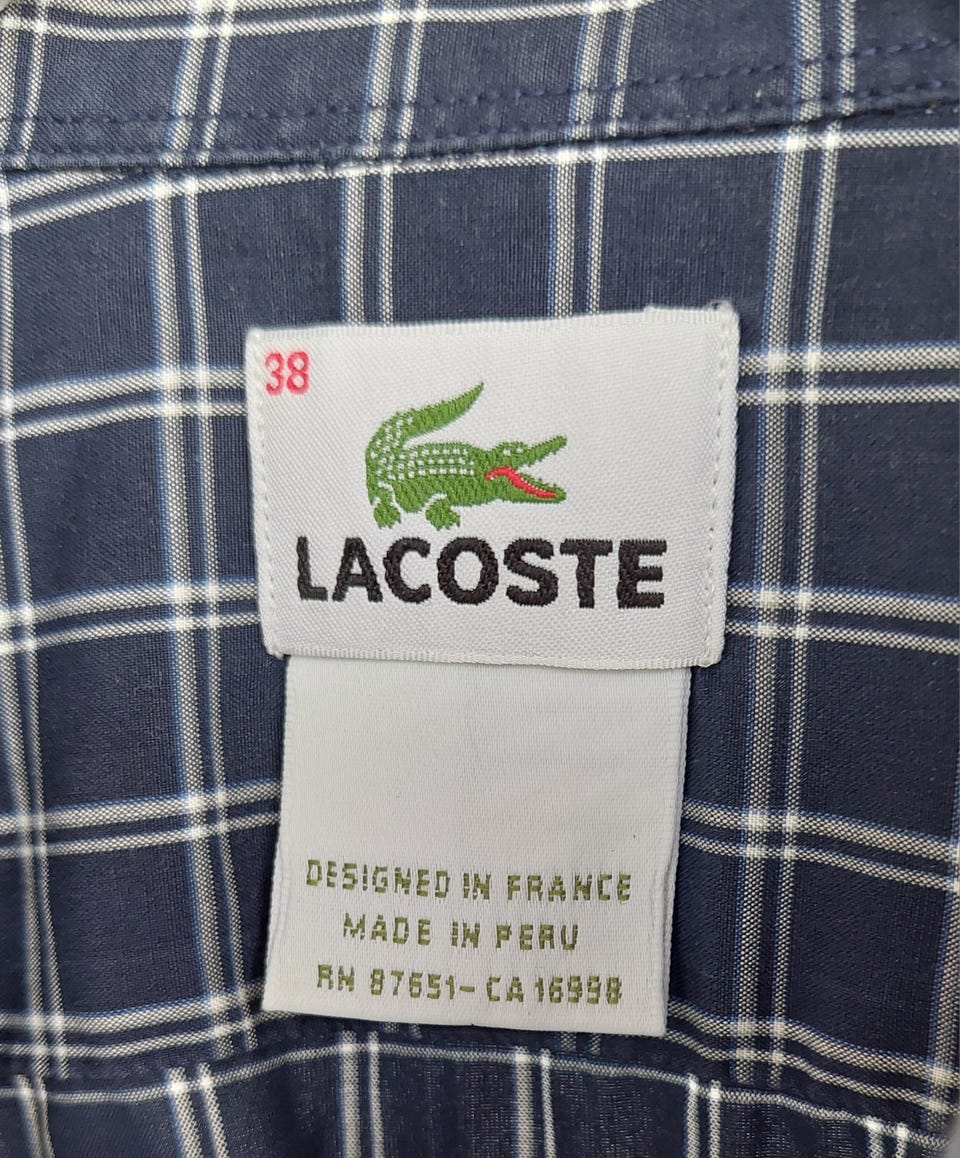 38
LACOSTE
DESIGNED IN FRANCE
MADE IN PERU
RN 87651- CA 16998